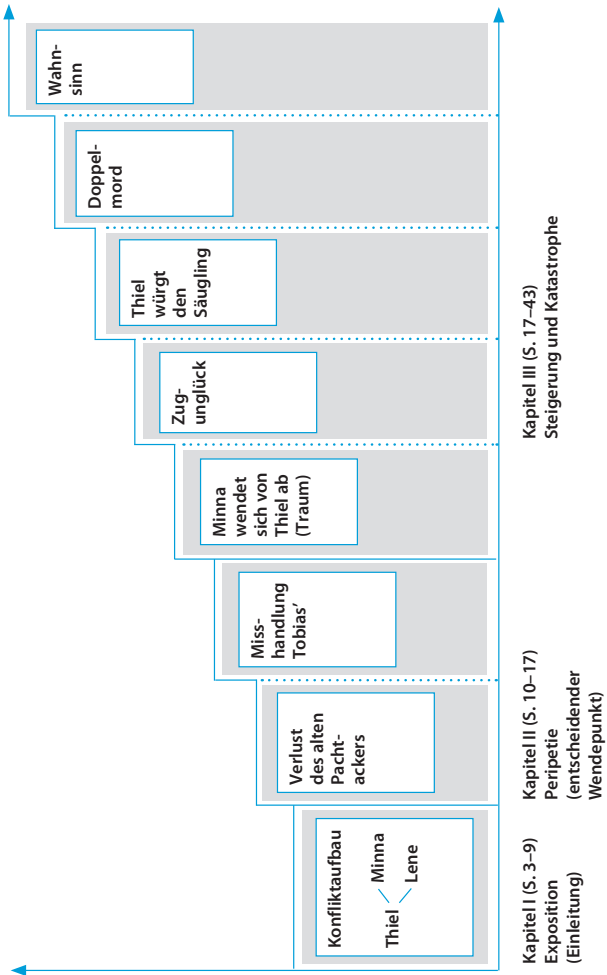 Konfliktaufbau
Thiel
Minna
Lene
Verlust
des alten
Pacht-
ackers
Miss-
handlung
Tobias’
Minna
wendet
sich von
Thiel ab
(Traum)
Zug-
unglück
Thiel
würgt
den
Säugling
Doppel-
mord
Wahn-
sinn
Kapitel I (S. 3–9)
Exposition
(Einleitung)
Kapitel II (S. 10–17)
Peripetie
(entscheidender
Wendepunkt)
Kapitel III (S. 17–43)
Steigerung und Katastrophe